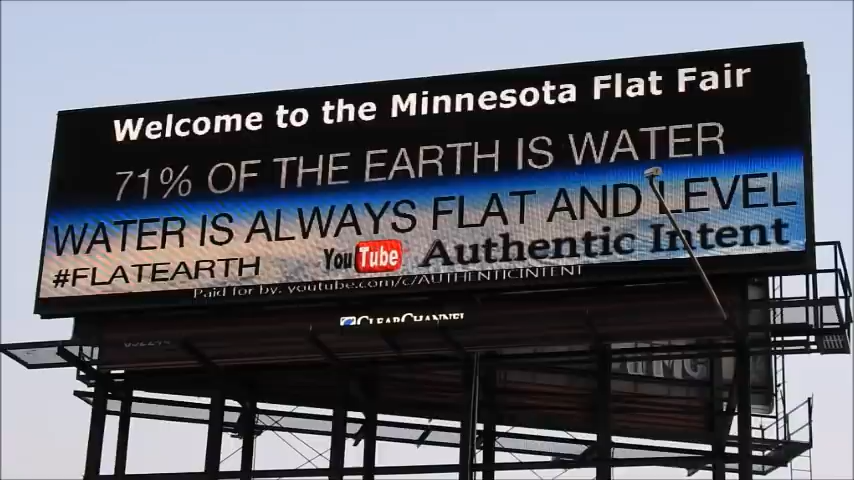 Welcome to the Minnesota Flat Fair
71% OF THE EARTH IS WATER
WATER IS ALWAYS FLAT AND LEVEL
#FLATEARTH YouTube Authentic Intent
Paid for by: youtube.com/c/AUTHENTICINTENT
CLEARCHANNEL